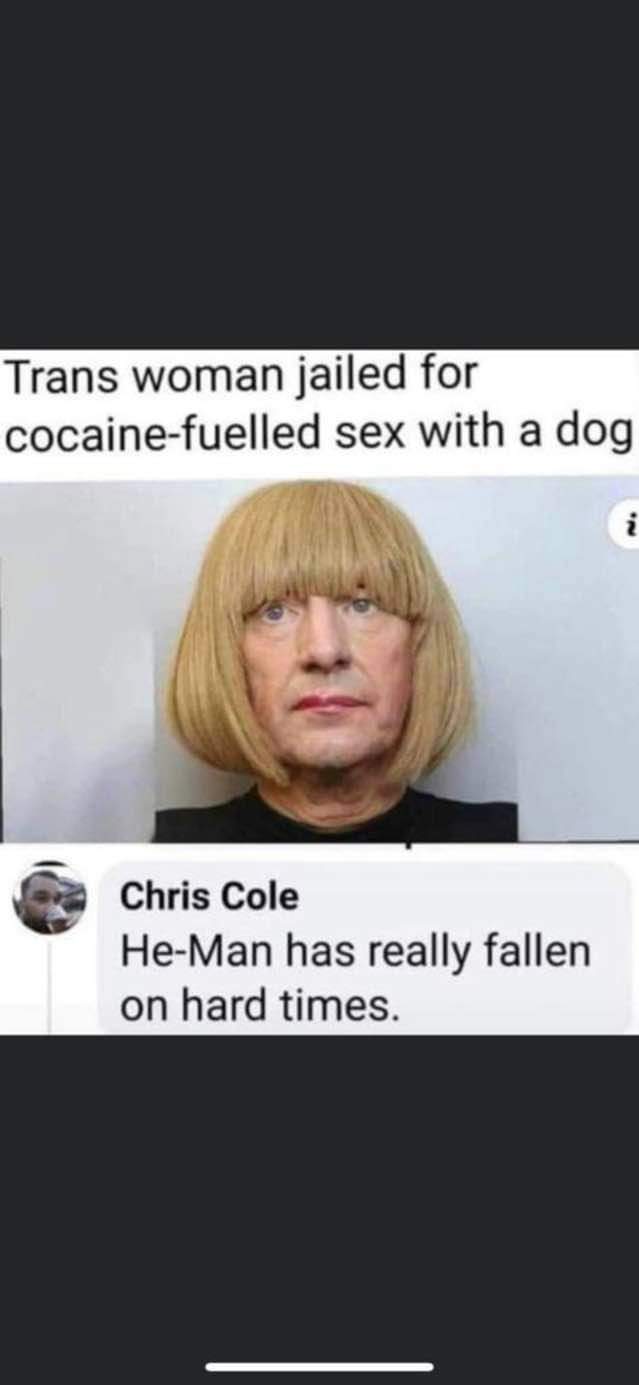 Trans woman jailed for
cocaine-fuelled sex with a dog
i
Chris Cole
He-Man has really fallen
on hard times.